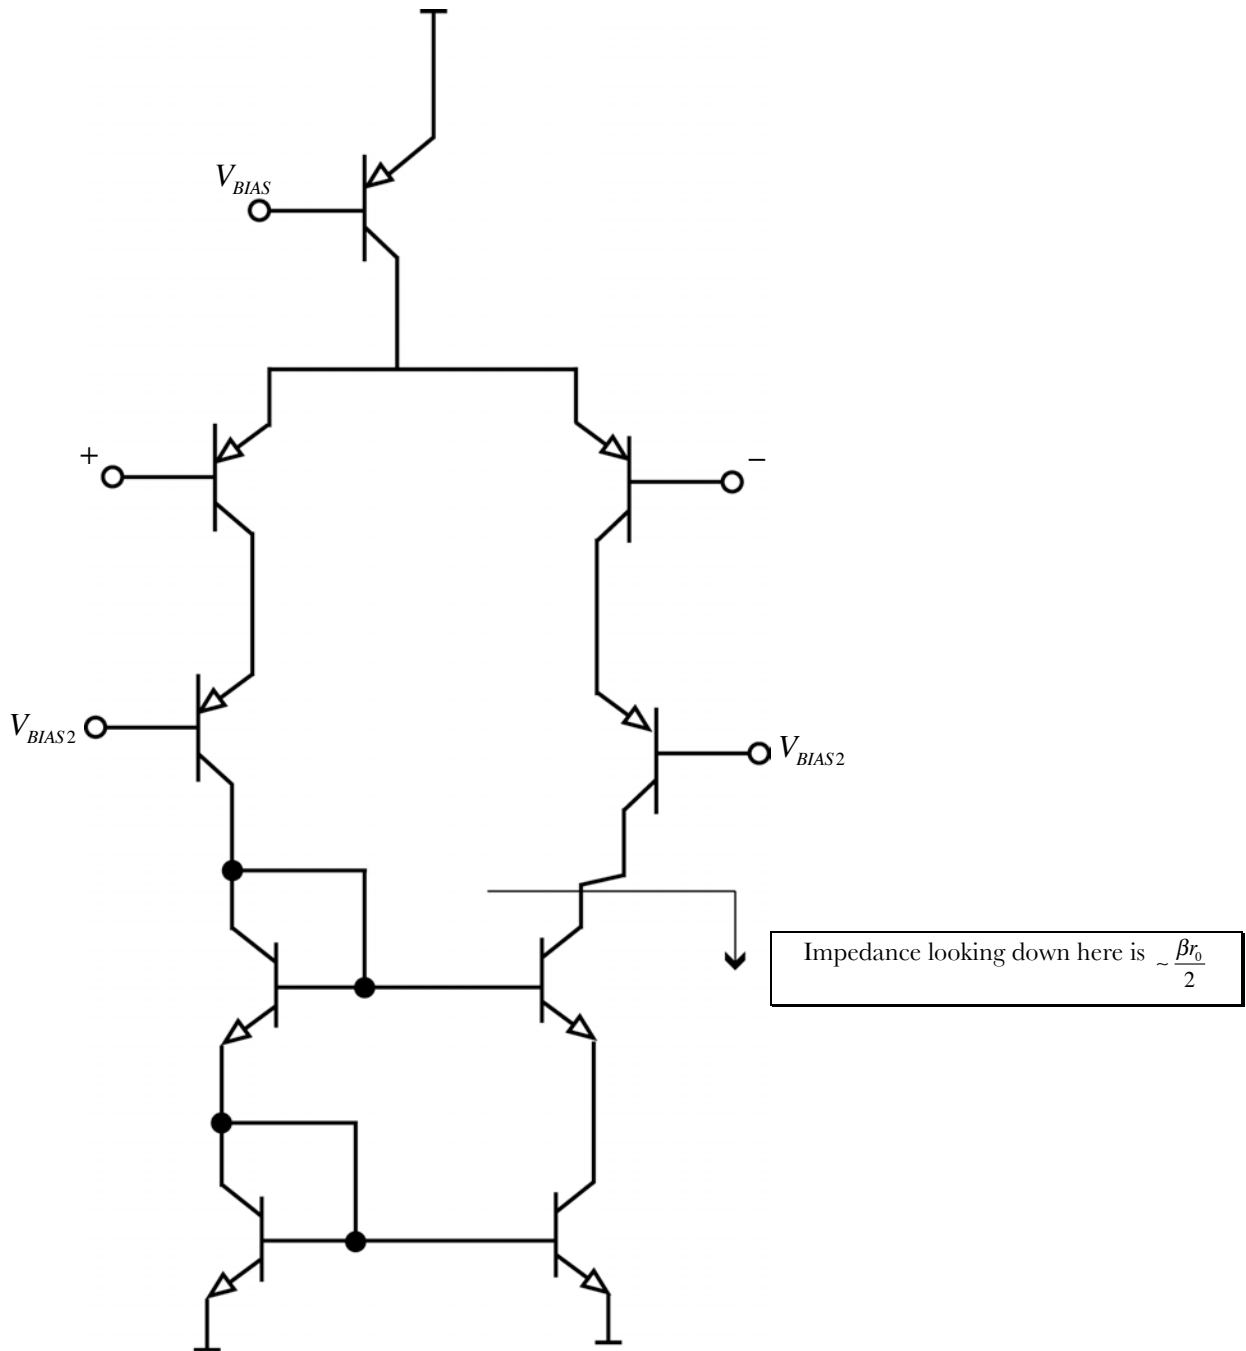 V_BIAS
+
−
V_BIAS2
V_BIAS2
Impedance looking down here is ~ βr₀/2